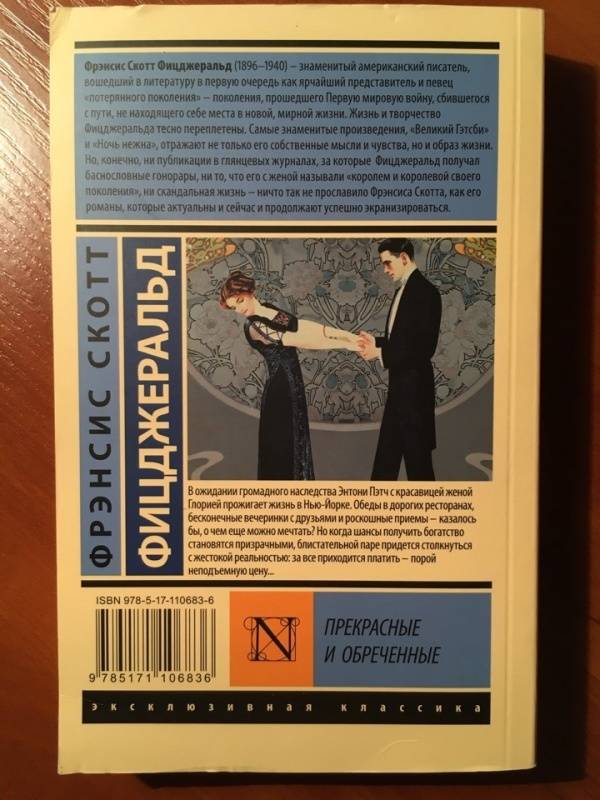 Фрэнсис Скотт Фицджеральд (1896–1940) – знаменитый американский писатель,
вошедший в литературу в первую очередь как ярчайший представитель и певец
«потерянного поколения» – поколения, прошедшего Первую мировую войну, сбившегося
с пути, не находящего себе места в новой, мирной жизни. Жизнь и творчество
Фицджеральда тесно переплетены. Самые знаменитые произведения, «Великий Гэтсби»
и «Ночь нежна», отражают не только его собственные мысли и чувства, но и образ жизни.
Но, конечно, ни публикации в глянцевых журналах, за которые Фицджеральд получал
баснословные гонорары, ни то, что его с женой называли «королем и королевой своего
поколения», ни скандальная жизнь – ничто так не прославило Фрэнсиса Скотта, как его
романы, которые актуальны и сейчас и продолжают успешно экранизироваться.
ФРЭНСИС СКОТТ
ФИЦДЖЕРАЛЬД
В ожидании громадного наследства Энтони Пэтч с красавицей женой
Глорией прожигает жизнь в Нью-Йорке. Обеды в дорогих ресторанах,
бесконечные вечеринки с друзьями и роскошные приемы – казалось
бы, о чем еще можно мечтать? Но когда шансы получить богатство
становятся призрачными, блистательной паре придется столкнуться
с жестокой реальностью: за все приходится платить – порой
неподъемную цену...
ISBN 978-5-17-110683-6
9 785171 106836
N
ПРЕКРАСНЫЕ
И ОБРЕЧЕННЫЕ
эксклюзивная классика